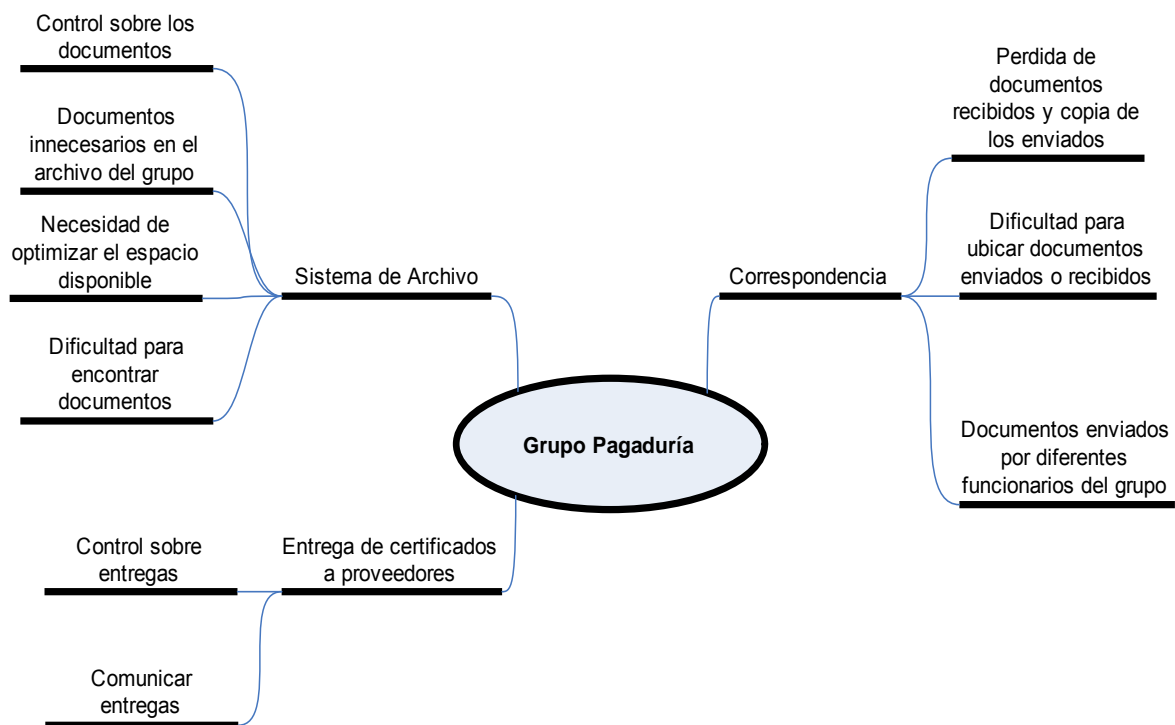 Control sobre los
documentos
Documentos
innecesarios en el
archivo del grupo
Necesidad de
optimizar el espacio
disponible
Dificultad para
encontrar
documentos
Sistema de Archivo
Control sobre
entregas
Comunicar
entregas
Entrega de certificados
a proveedores
Grupo Pagaduría
Correspondencia
Perdida de
documentos
recibidos y copia de
los enviados
Dificultad para
ubicar documentos
enviados o recibidos
Documentos enviados
por diferentes
funcionarios del grupo